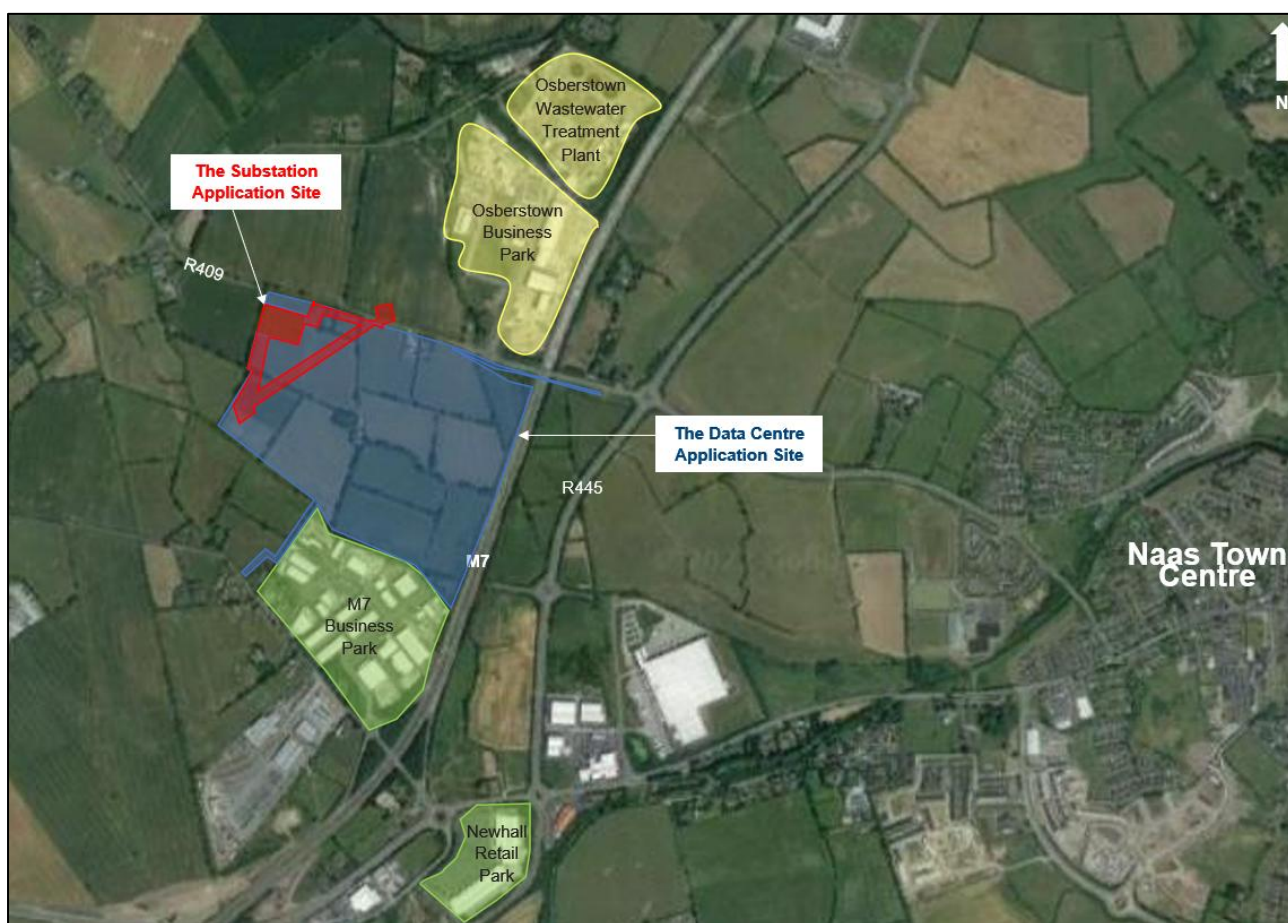 Osberstown
Wastewater
Treatment
Plant
N
The Substation
Application Site
Osberstown
Business
Park
R409
The Data Centre
Application Site
R445
M7
Naas Town
Centre
M7
Business
Park
Newhall
Retail
Park